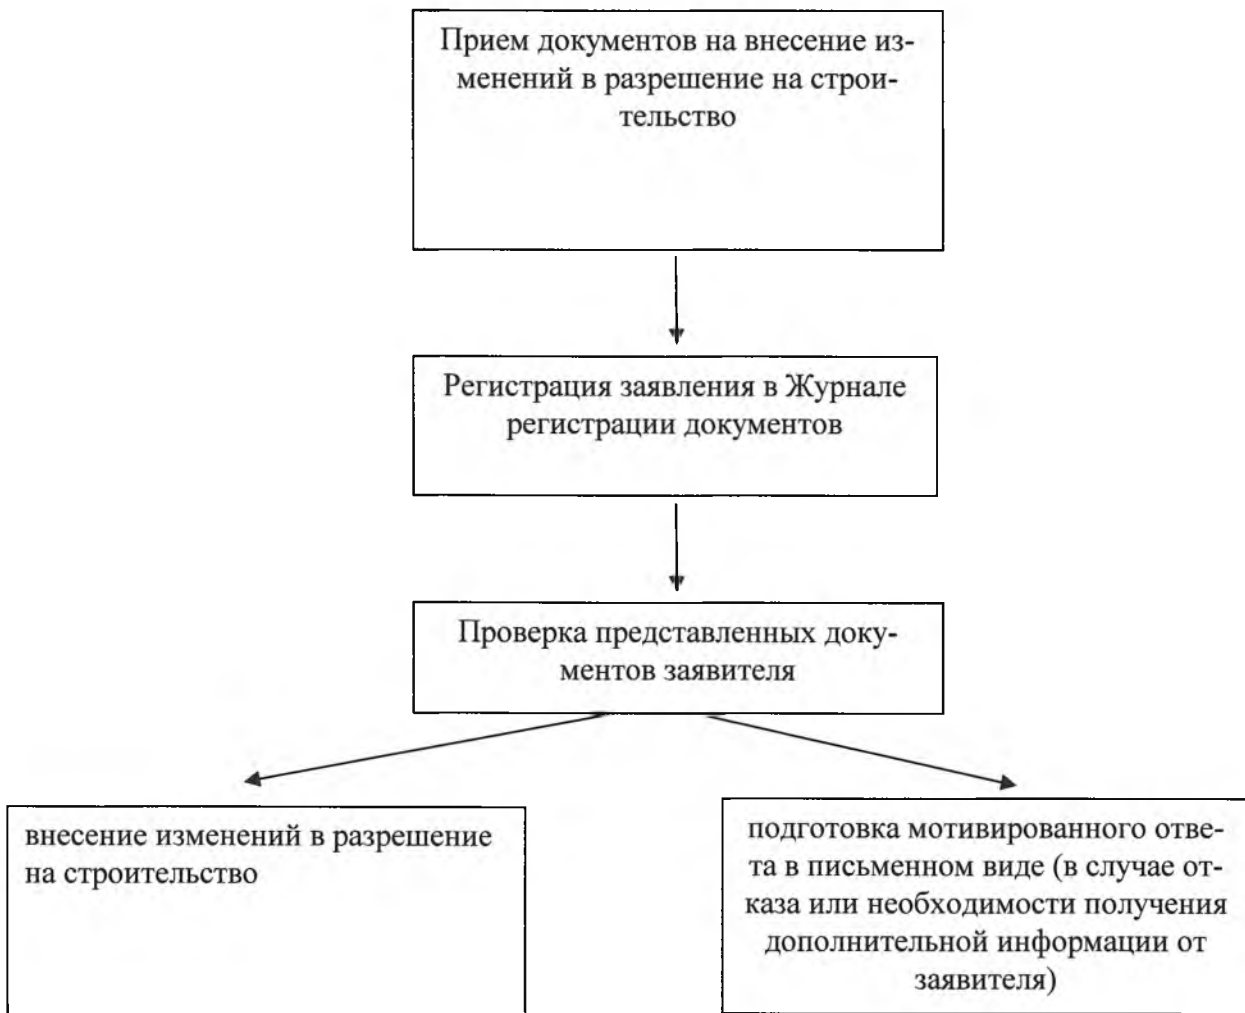 Прием документов на внесение из-
менений в разрешение на строи-
тельство
Регистрация заявления в Журнале
регистрации документов
Проверка представленных доку-
ментов заявителя
внесение изменений в разрешение
на строительство
подготовка мотивированного отве-
та в письменном виде (в случае от-
каза или необходимости получения
дополнительной информации от
заявителя)